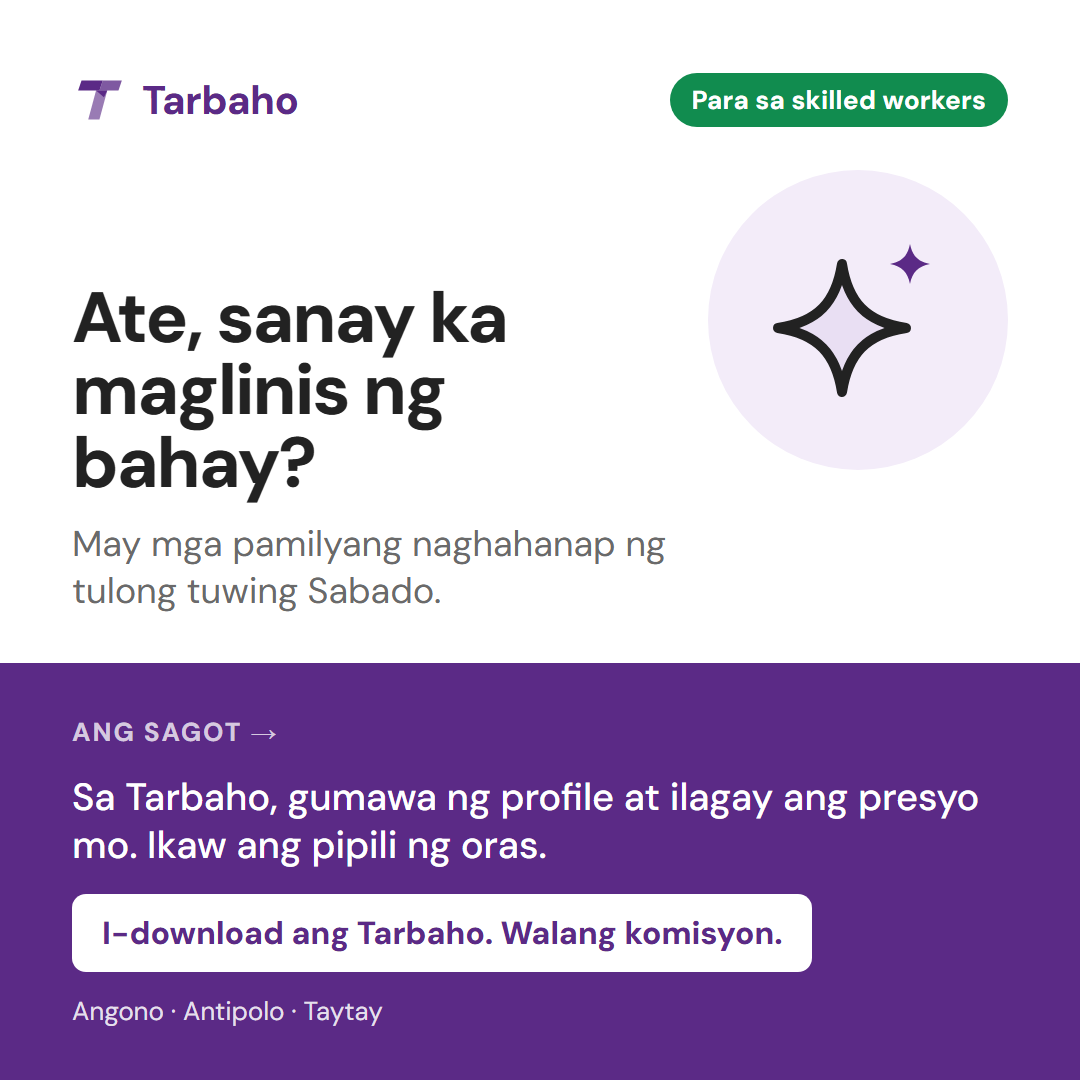 Tarbaho
Para sa skilled workers
Ate, sanay ka
maglinis ng
bahay?
May mga pamilyang naghahanap ng
tulong tuwing Sabado.
ANG SAGOT →
Sa Tarbaho, gumawa ng profile at ilagay ang presyo
mo. Ikaw ang pipili ng oras.
I-download ang Tarbaho. Walang komisyon.
Angono · Antipolo · Taytay